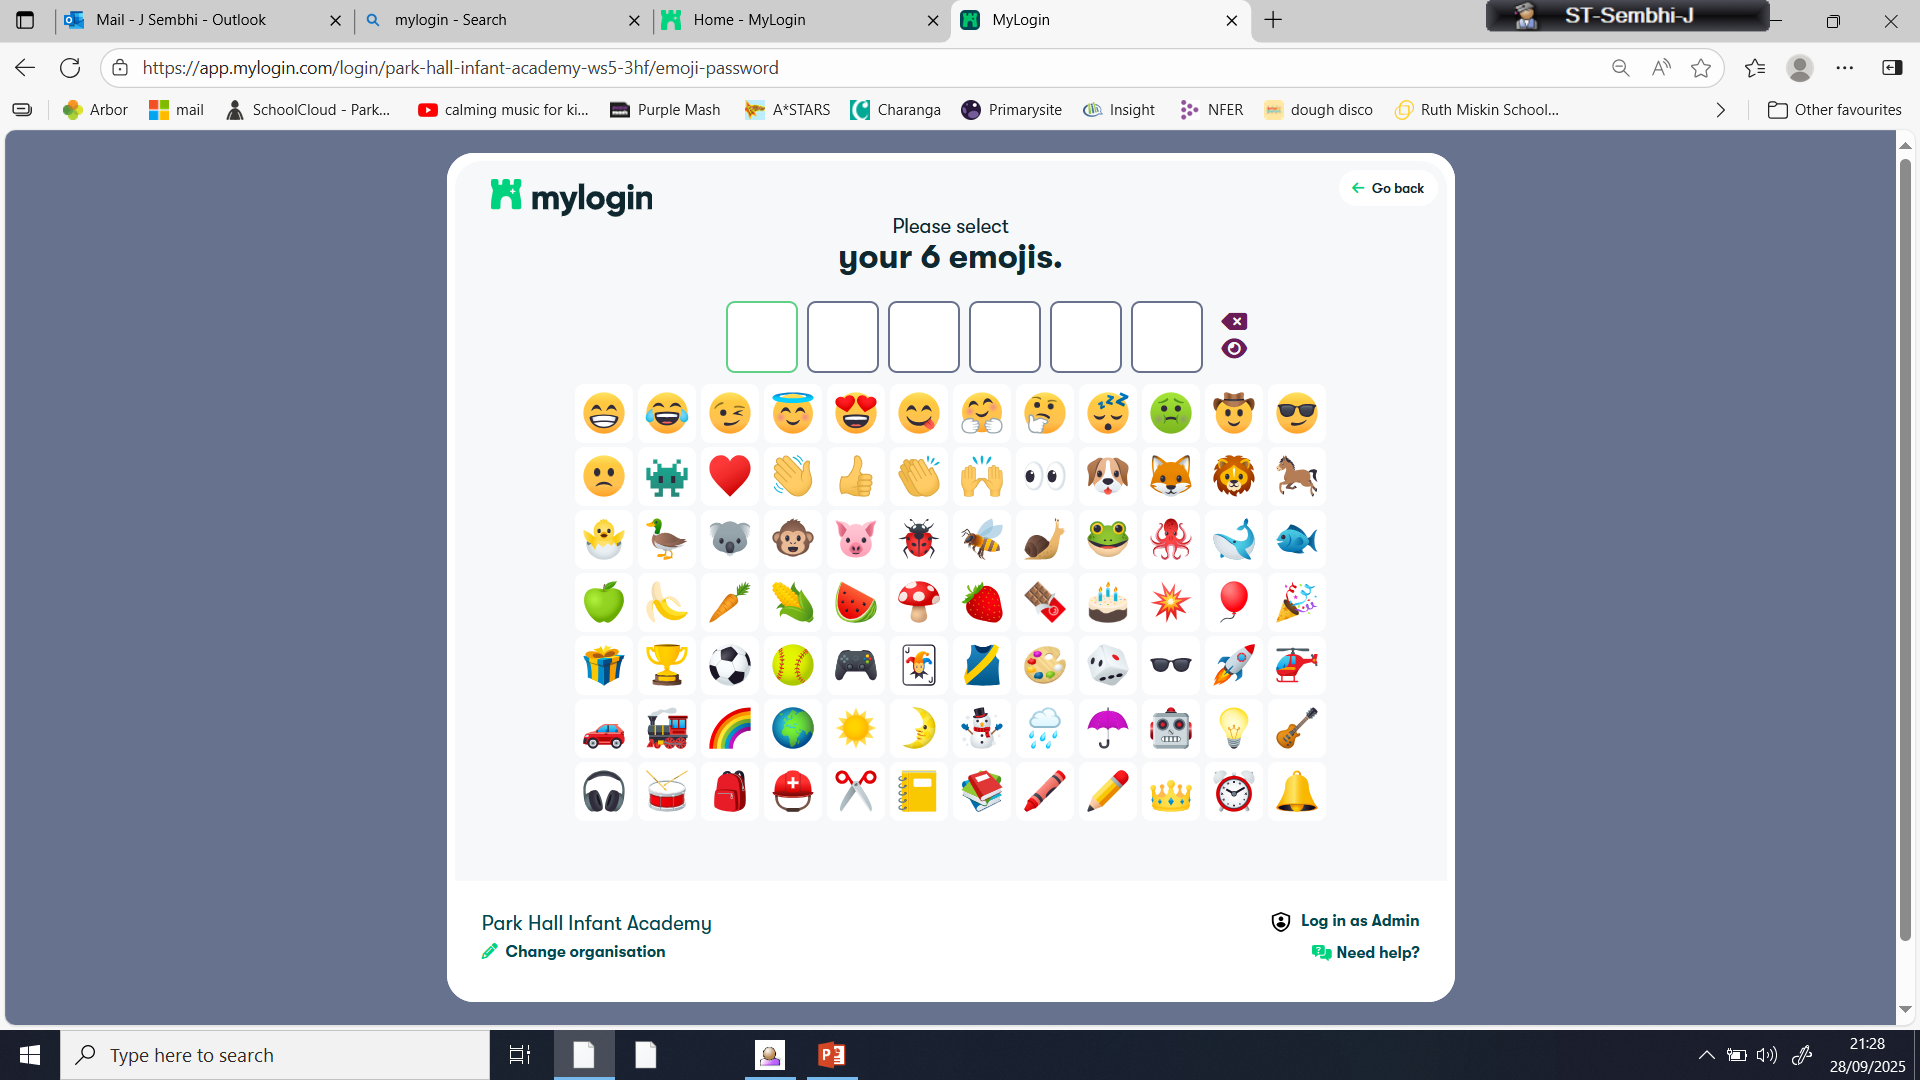 Mail - J Sembhi - Outlook
mylogin - Search
Home - MyLogin
MyLogin
ST-Sembhi-J
https://app.mylogin.com/login/park-hall-infant-academy-ws5-3hf/emoji-password
Arbor
mail
SchoolCloud - Park...
calming music for ki...
Purple Mash
A*STARS
Charanga
Primarysite
Insight
NFER
dough disco
Ruth Miskin School...
Other favourites
mylogin
Go back
Please select
your 6 emojis.
Park Hall Infant Academy
Change organisation
Log in as Admin
Need help?
Type here to search
21:28
28/09/2025